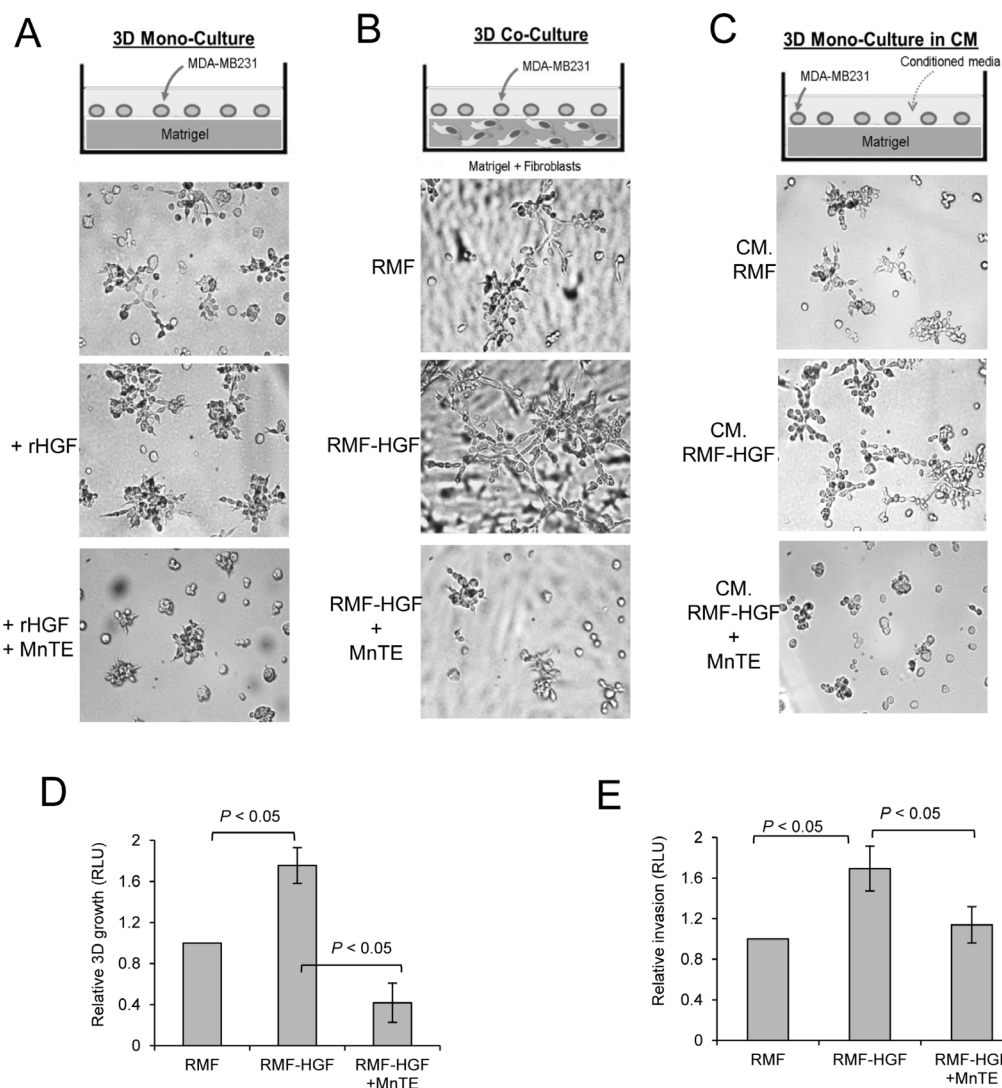 A
3D Mono-Culture
MDA-MB231
Matrigel
+ rHGF
+ rHGF
+ MnTE
B
3D Co-Culture
MDA-MB231
Matrigel + Fibroblasts
RMF
RMF-HGF
RMF-HGF
+
MnTE
C
3D Mono-Culture in CM
Conditioned media
MDA-MB231
Matrigel
CM.
RMF
CM.
RMF-HGF
CM.
RMF-HGF
+
MnTE
D
P < 0.05
P < 0.05
Relative 3D growth (RLU)
2
1.6
1.2
0.8
0.4
0
RMF
RMF-HGF
RMF-HGF
+MnTE
E
P < 0.05
P < 0.05
Relative invasion (RLU)
2
1.6
1.2
0.8
0.4
0
RMF
RMF-HGF
RMF-HGF
+MnTE